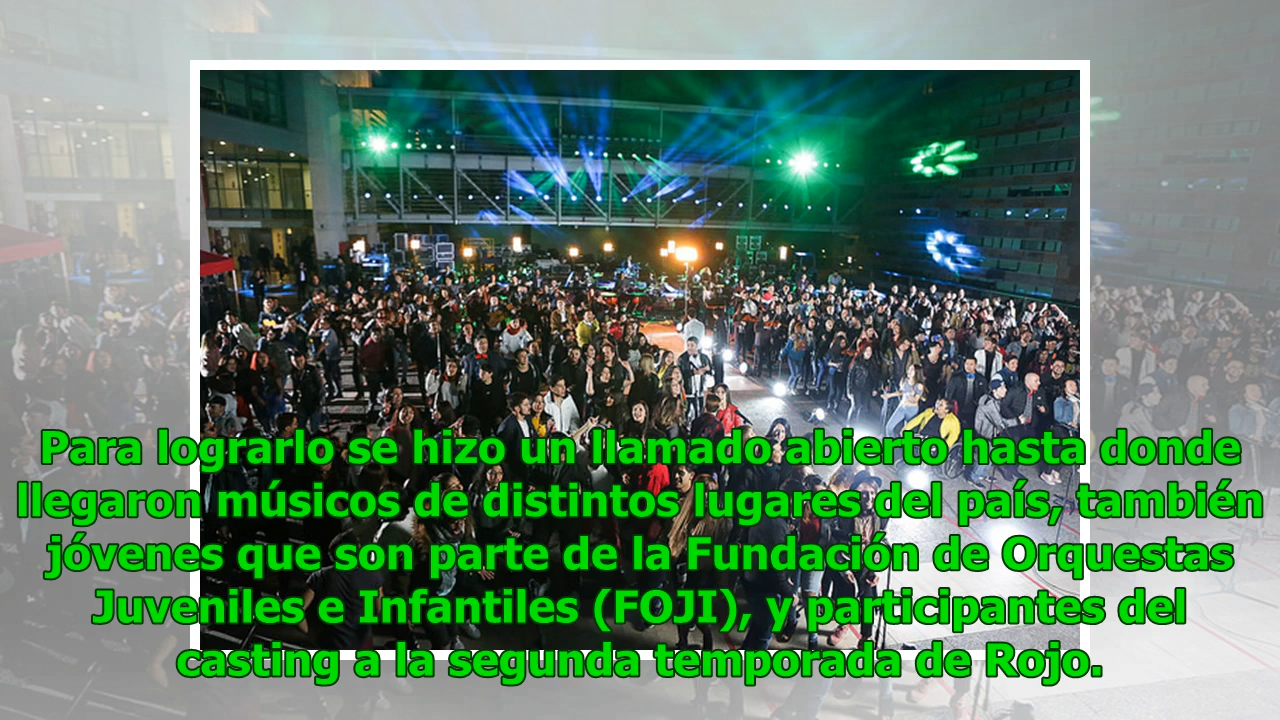 Para lograrlo se hizo un llamado abierto hasta donde
llegaron músicos de distintos lugares del país, también
jóvenes que son parte de la Fundación de Orquestas
Juveniles e Infantiles (FOJI), y participantes del
casting a la segunda temporada de Rojo.